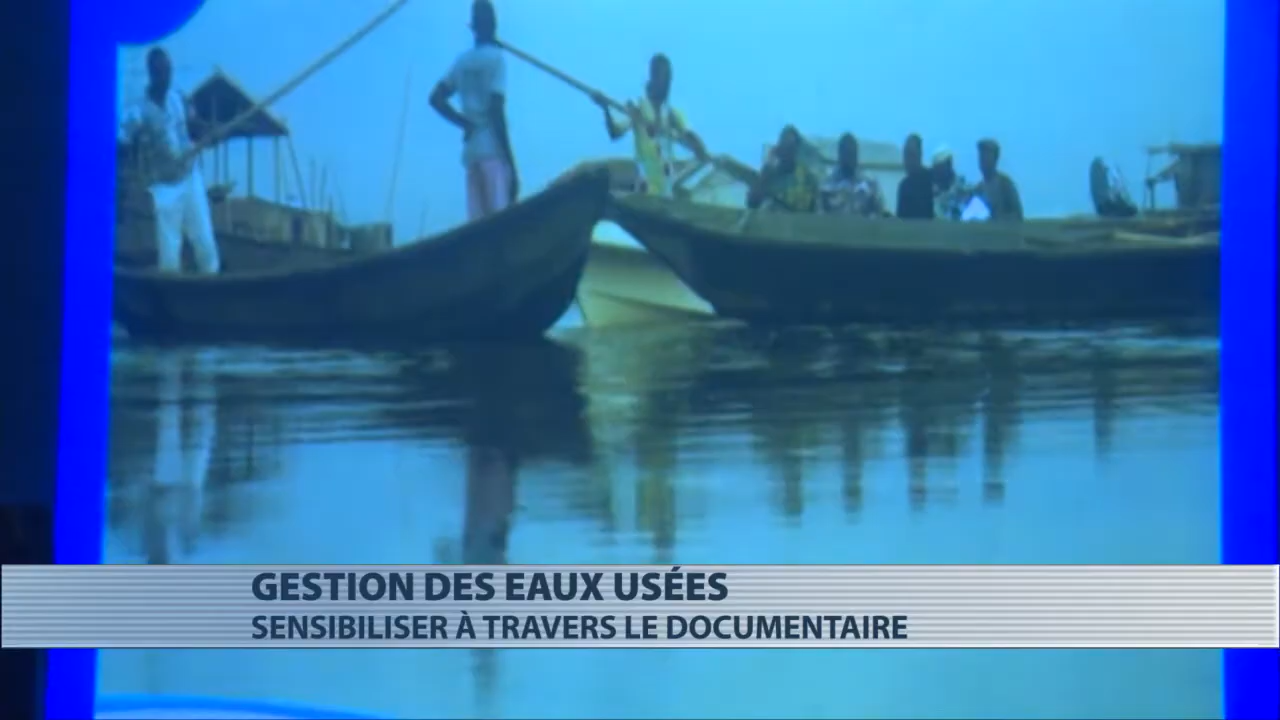 GESTION DES EAUX USÉES
SENSIBILISER À TRAVERS LE DOCUMENTAIRE